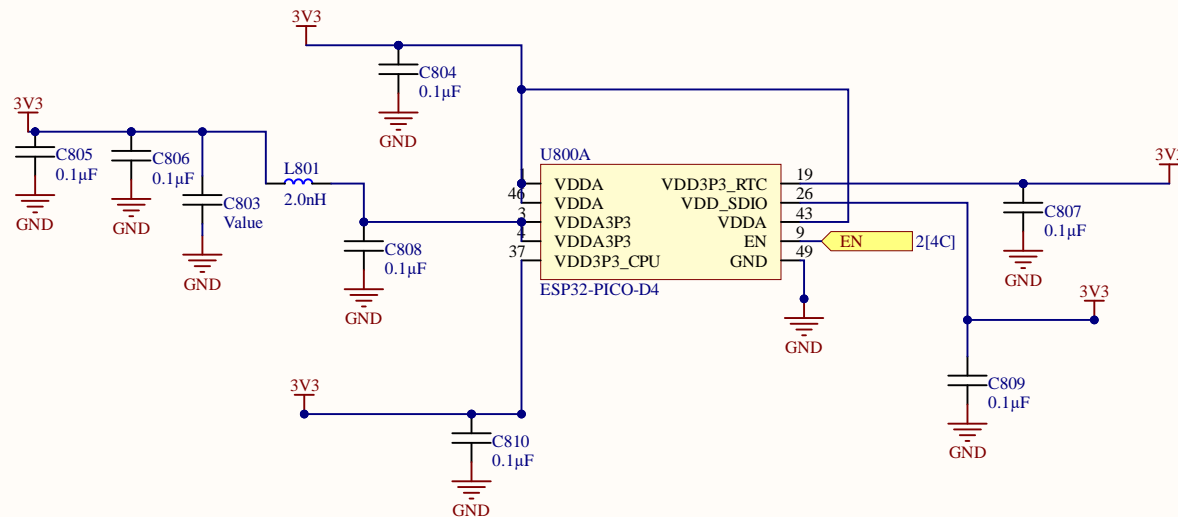 3V3
C804
0.1µF
GND
3V3
C805
0.1µF
GND
C806
0.1µF
GND
C803
Value
GND
L801
2.0nH
C808
0.1µF
GND
U800A
1 VDDA
46 VDDA
3 VDDA3P3
4 VDDA3P3
37 VDD3P3_CPU
VDD3P3_RTC 19
VDD_SDIO 26
VDDA 43
EN 9
GND 49
ESP32-PICO-D4
EN 2[4C]
GND
3V3
C807
0.1µF
GND
3V3
C809
0.1µF
GND
3V3
C810
0.1µF
GND